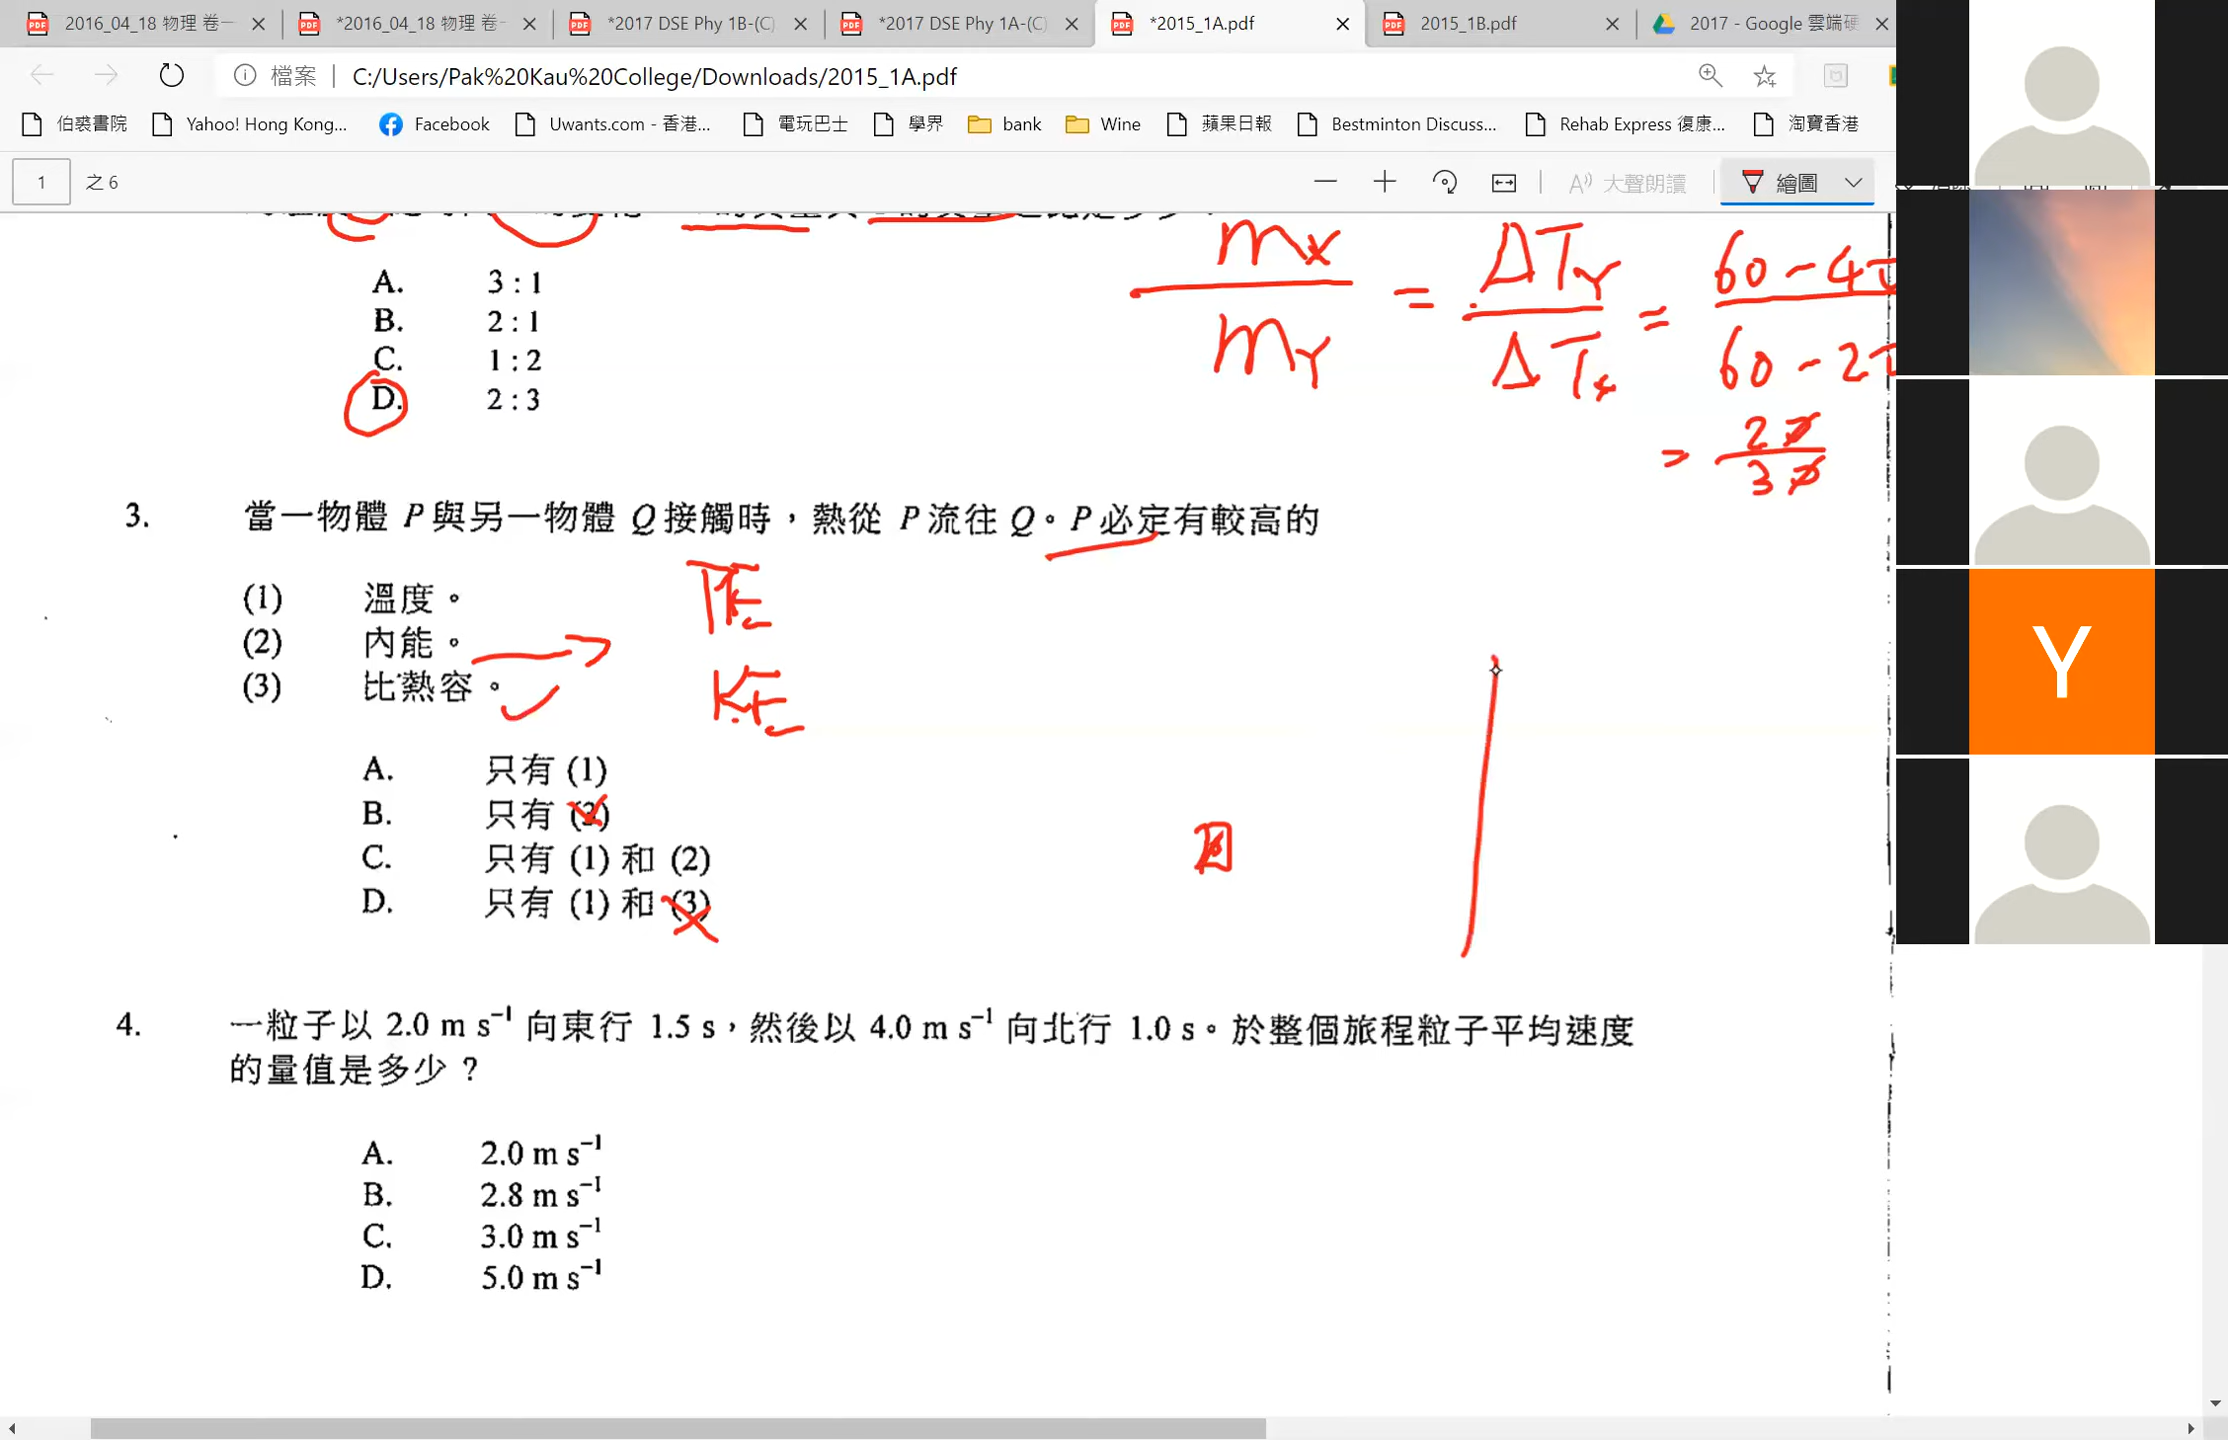 2016_04_18 物理 卷一
*2016_04_18 物理 卷一
*2017 DSE Phy 1B-(C)
*2017 DSE Phy 1A-(C)
*2015_1A.pdf
2015_1B.pdf
2017 - Google 雲端硬
檔案 C:/Users/Pak%20Kau%20College/Downloads/2015_1A.pdf
伯裘書院 Yahoo! Hong Kong... Facebook Uwants.com - 香港... 電玩巴士 學界 bank Wine 蘋果日報 Bestminton Discuss... Rehab Express 復康... 淘寶香港
1 之 6 大聲朗讀 繪圖
A. 3 : 1
B. 2 : 1
C. 1 : 2
D. 2 : 3
mX / mY = ΔTY / ΔTx = 60 - 4 / 60 - 2
= 20 / 30
3. 當一物體 P 與另一物體 Q 接觸時,熱從 P 流往 Q。P 必定有較高的
(1) 溫度。
(2) 內能。
(3) 比熱容。
PE
KE
A. 只有 (1)
B. 只有 (2)
C. 只有 (1) 和 (2)
D. 只有 (1) 和 (3)
4. 一粒子以 2.0 m s⁻¹ 向東行 1.5 s,然後以 4.0 m s⁻¹ 向北行 1.0 s。於整個旅程粒子平均速度
的量值是多少?
A. 2.0 m s⁻¹
B. 2.8 m s⁻¹
C. 3.0 m s⁻¹
D. 5.0 m s⁻¹
Y